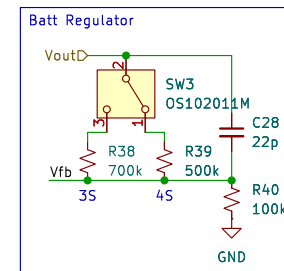 Batt Regulator
Vout
2
SW3
OS102011M
3
1
C28
22p
R38
700k
R39
500k
Vfb
3S
4S
R40
100k
GND